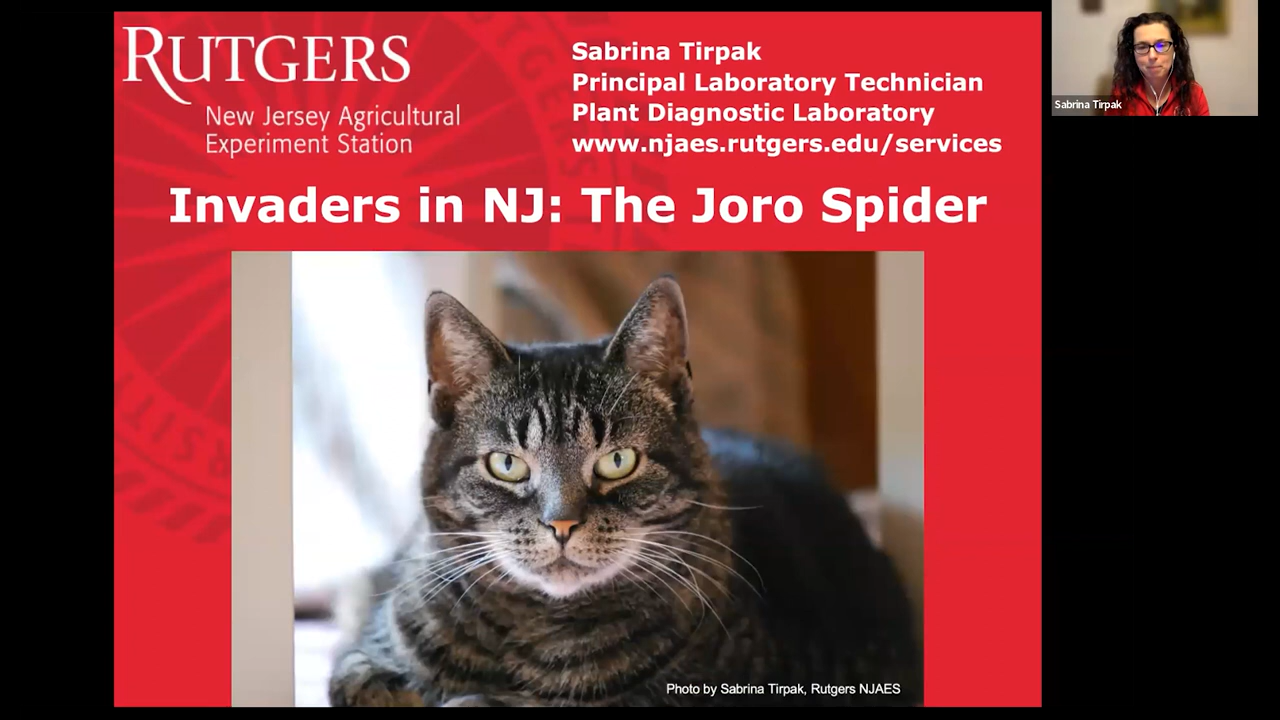 RUTGERS
New Jersey Agricultural
Experiment Station
Sabrina Tirpak
Principal Laboratory Technician
Plant Diagnostic Laboratory
www.njaes.rutgers.edu/services
Sabrina Tirpak
Invaders in NJ: The Joro Spider
Photo by Sabrina Tirpak, Rutgers NJAES